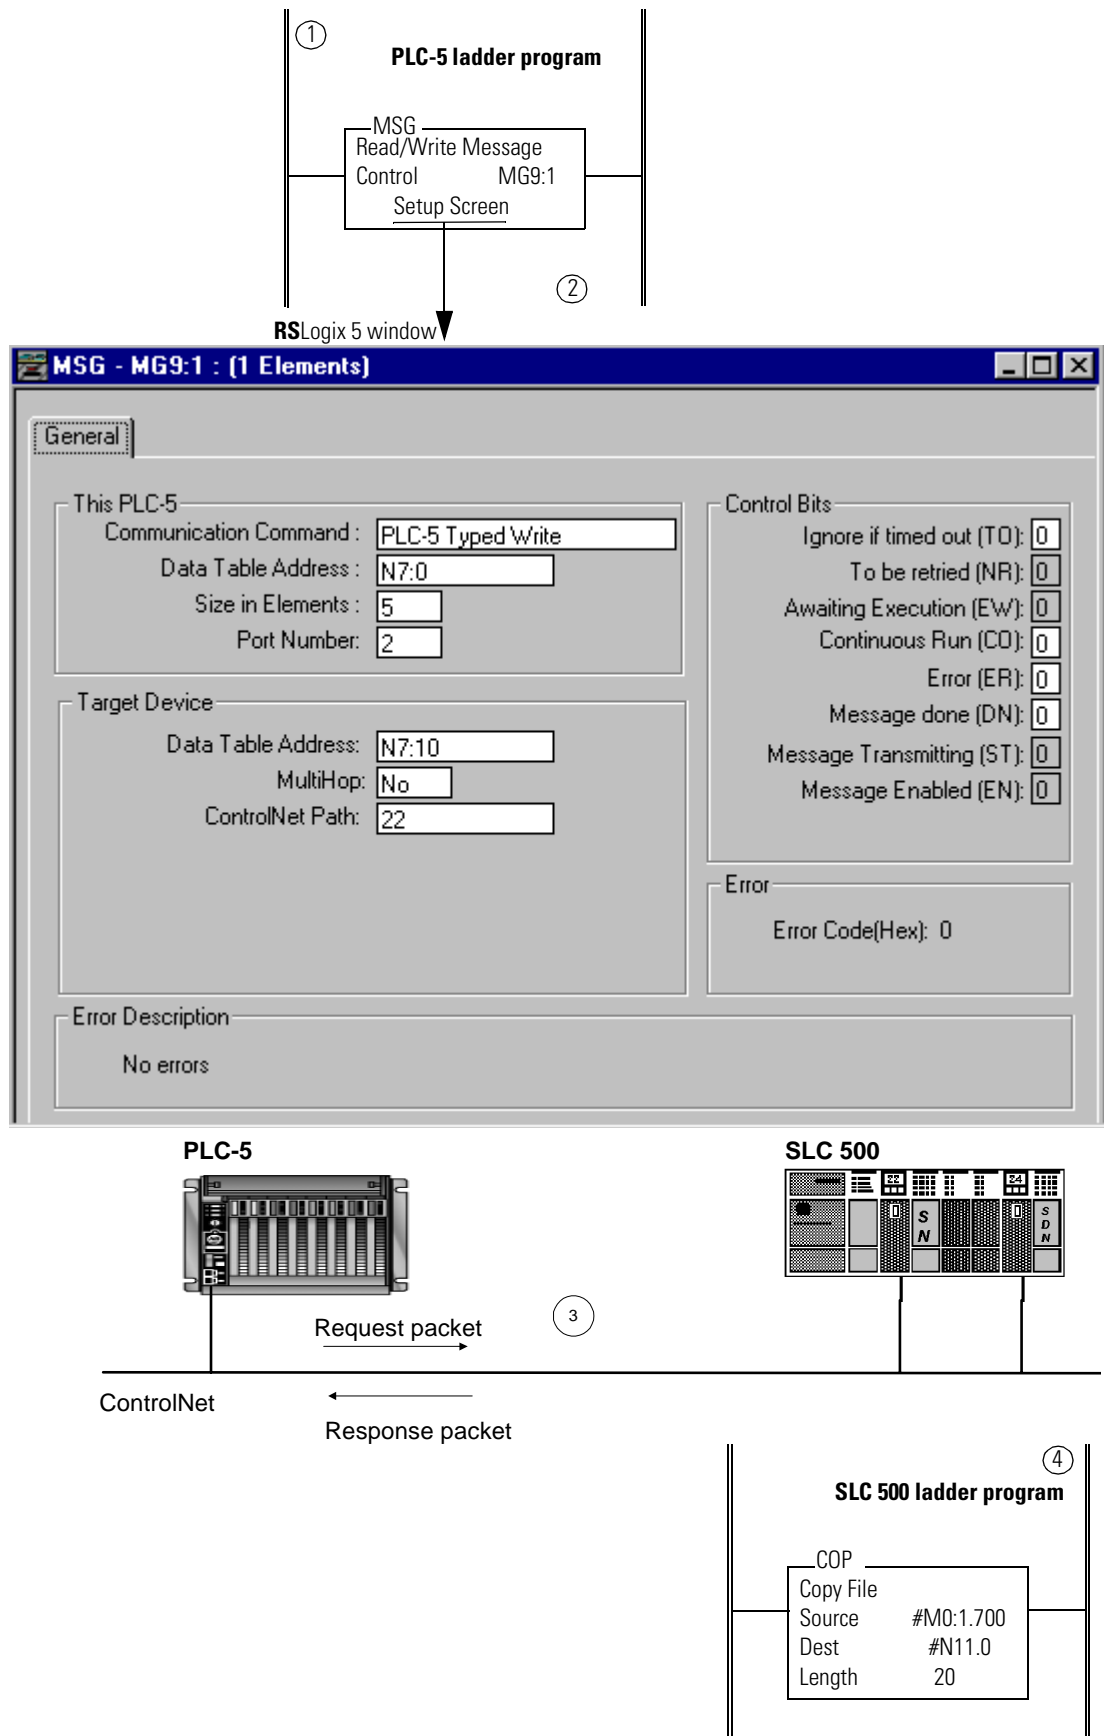 1
PLC-5 ladder program
MSG
Read/Write Message
Control MG9:1
Setup Screen
2
RSLogix 5 window
MSG - MG9:1 : (1 Elements)
General
This PLC-5
Communication Command : PLC-5 Typed Write
Data Table Address : N7:0
Size in Elements : 5
Port Number: 2
Target Device
Data Table Address: N7:10
MultiHop: No
ControlNet Path: 22
Control Bits
Ignore if timed out (TO): 0
To be retried (NR): 0
Awaiting Execution (EW): 0
Continuous Run (CO): 0
Error (ER): 0
Message done (DN): 0
Message Transmitting (ST): 0
Message Enabled (EN): 0
Error
Error Code(Hex): 0
Error Description
No errors
PLC-5
SLC 500
22
24
S
N
S
D
N
3
Request packet
ControlNet
Response packet
4
SLC 500 ladder program
COP
Copy File
Source #M0:1.700
Dest #N11.0
Length 20